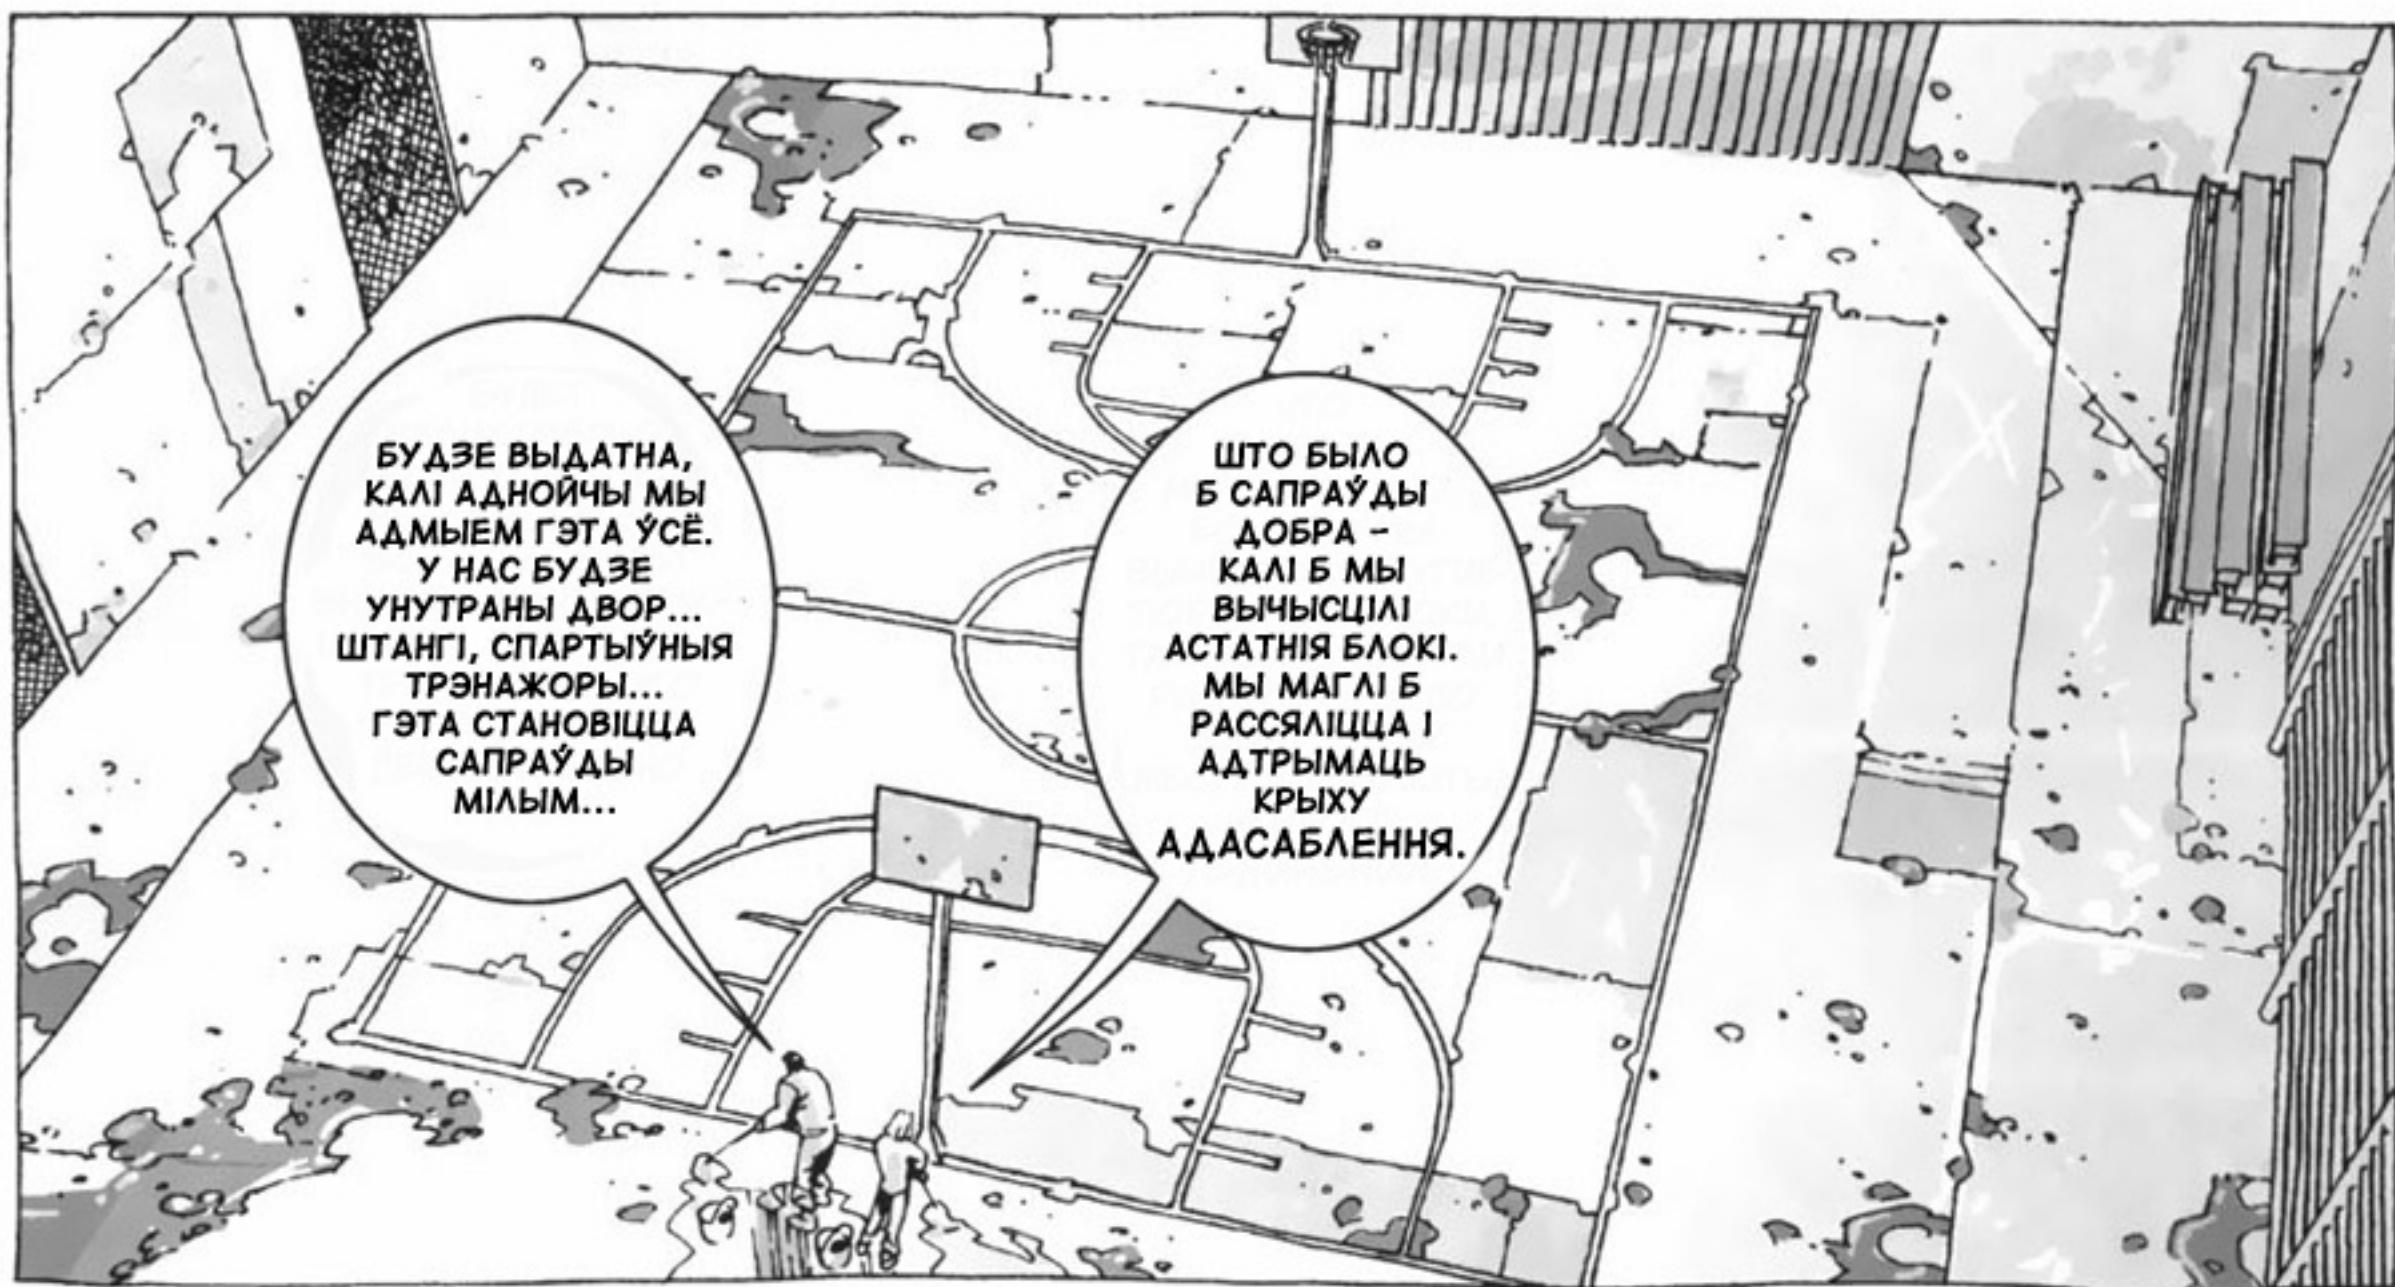 БУДЗЕ ВЫДАТНА,
КАЛІ АДНОЙЧЫ МЫ
АДМЫЕМ ГЭТА ЎСЁ.
У НАС БУДЗЕ
УНУТРАНЫ ДВОР...
ШТАНГІ, СПАРТЫЎНЫЯ
ТРЭНАЖОРЫ...
ГЭТА СТАНОВІЦЦА
САПРАЎДЫ
МІЛЫМ...
ШТО БЫЛО
Б САПРАЎДЫ
ДОБРА -
КАЛІ Б МЫ
ВЫЧЫСЦІЛІ
АСТАТНІЯ БЛОКІ.
МЫ МАГЛІ Б
РАССЯЛІЦЦА І
АДТРЫМАЦЬ
КРЫХУ
АДАСАБЛЕННЯ.